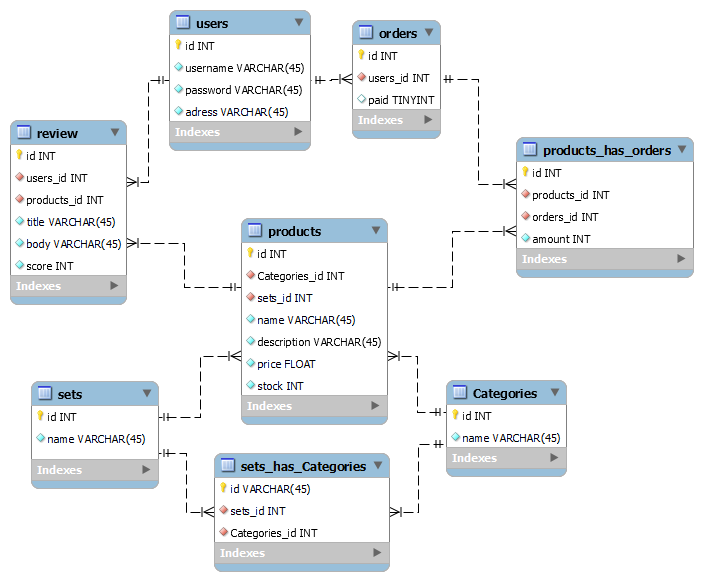 users
id INT
username VARCHAR(45)
password VARCHAR(45)
adress VARCHAR(45)
Indexes
orders
id INT
users_id INT
paid TINYINT
Indexes
review
id INT
users_id INT
products_id INT
title VARCHAR(45)
body VARCHAR(45)
score INT
Indexes
products_has_orders
id INT
products_id INT
orders_id INT
amount INT
Indexes
products
id INT
Categories_id INT
sets_id INT
name VARCHAR(45)
description VARCHAR(45)
price FLOAT
stock INT
Indexes
sets
id INT
name VARCHAR(45)
Indexes
Categories
id INT
name VARCHAR(45)
Indexes
sets_has_Categories
id VARCHAR(45)
sets_id INT
Categories_id INT
Indexes